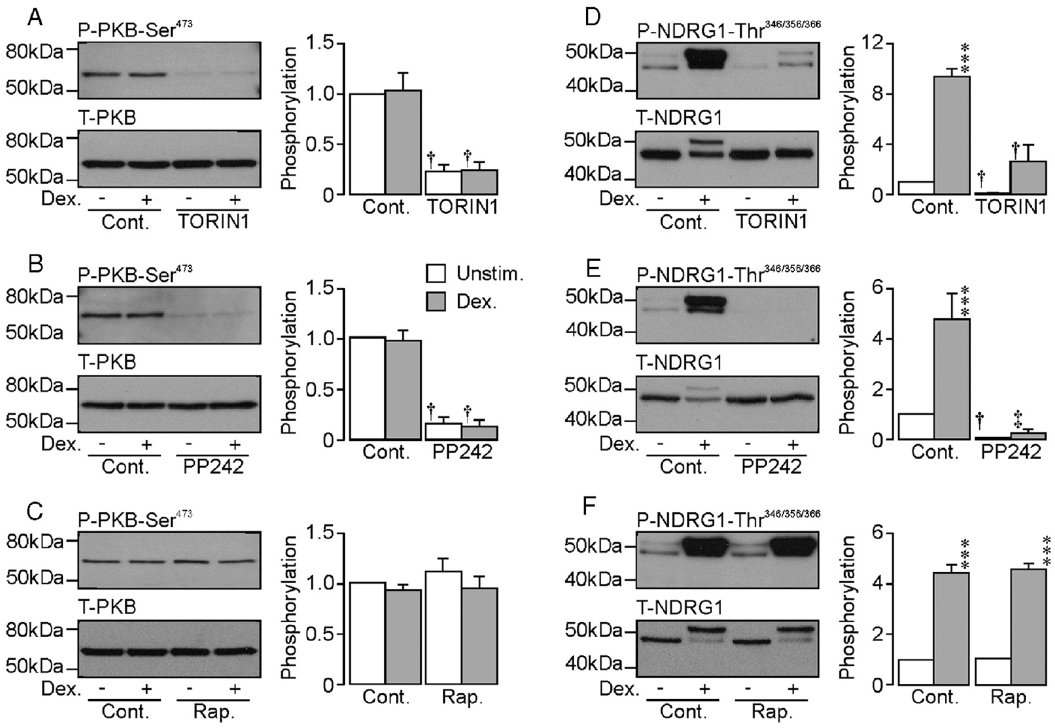 A
P-PKB-Ser473
80kDa
50kDa
T-PKB
80kDa
50kDa
Dex. - + - +
Cont. TORIN1
Phosphorylation
1.5
1.0
0.5
0
† †
Cont. TORIN1
D
P-NDRG1-Thr346/356/366
50kDa
40kDa
T-NDRG1
50kDa
40kDa
Dex. - + - +
Cont. TORIN1
Phosphorylation
12
8
4
0
***
† †
Cont. TORIN1
B
P-PKB-Ser473
80kDa
50kDa
T-PKB
80kDa
50kDa
Dex. - + - +
Cont. PP242
Phosphorylation
1.5
1.0
0.5
0
Unstim.
Dex.
† †
Cont. PP242
E
P-NDRG1-Thr346/356/366
50kDa
40kDa
T-NDRG1
50kDa
40kDa
Dex. - + - +
Cont. PP242
Phosphorylation
6
4
2
0
***
†
Cont. PP242
C
P-PKB-Ser473
80kDa
50kDa
T-PKB
80kDa
50kDa
Dex. - + - +
Cont. Rap.
Phosphorylation
1.5
1.0
0.5
0
Cont. Rap.
F
P-NDRG1-Thr346/356/366
50kDa
40kDa
T-NDRG1
50kDa
40kDa
Dex. - + - +
Cont. Rap.
Phosphorylation
6
4
2
0
*** ***
Cont. Rap.